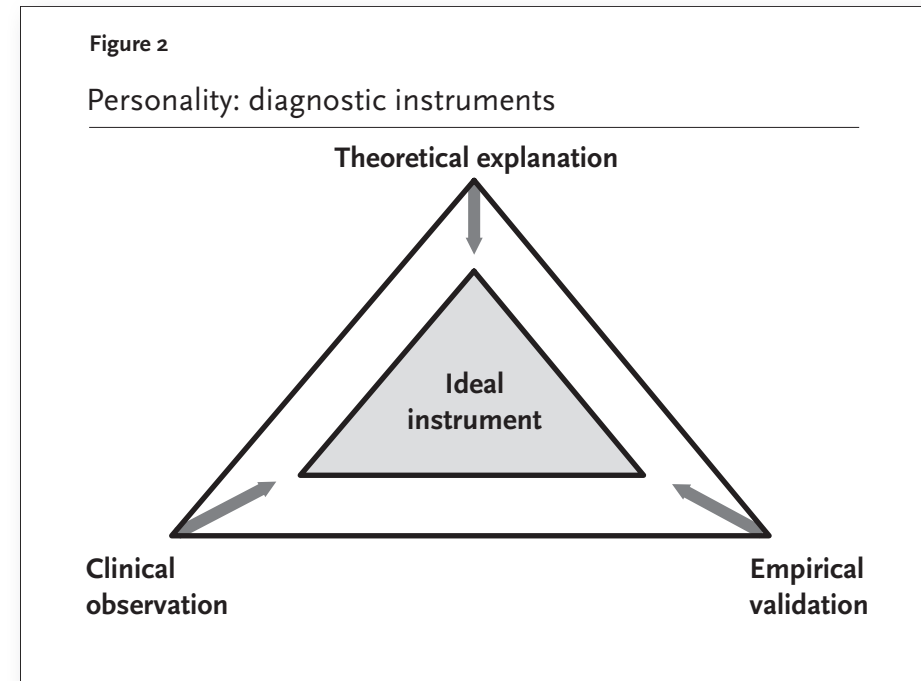 Figure 2
Personality: diagnostic instruments
Theoretical explanation
Ideal
instrument
Clinical
observation
Empirical
validation